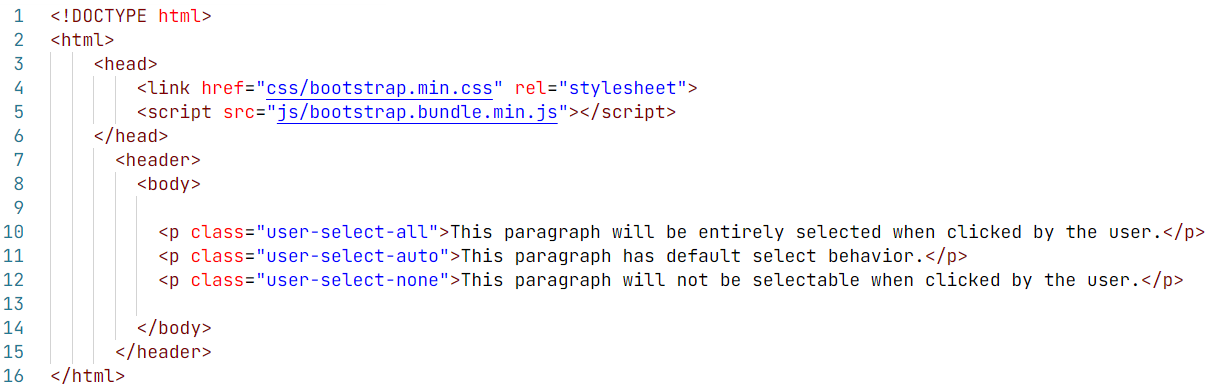 1 <!DOCTYPE html>
2 <html>
3 <head>
4 <link href="css/bootstrap.min.css" rel="stylesheet">
5 <script src="js/bootstrap.bundle.min.js"></script>
6 </head>
7 <header>
8 <body>
9
10 <p class="user-select-all">This paragraph will be entirely selected when clicked by the user.</p>
11 <p class="user-select-auto">This paragraph has default select behavior.</p>
12 <p class="user-select-none">This paragraph will not be selectable when clicked by the user.</p>
13
14 </body>
15 </header>
16 </html>